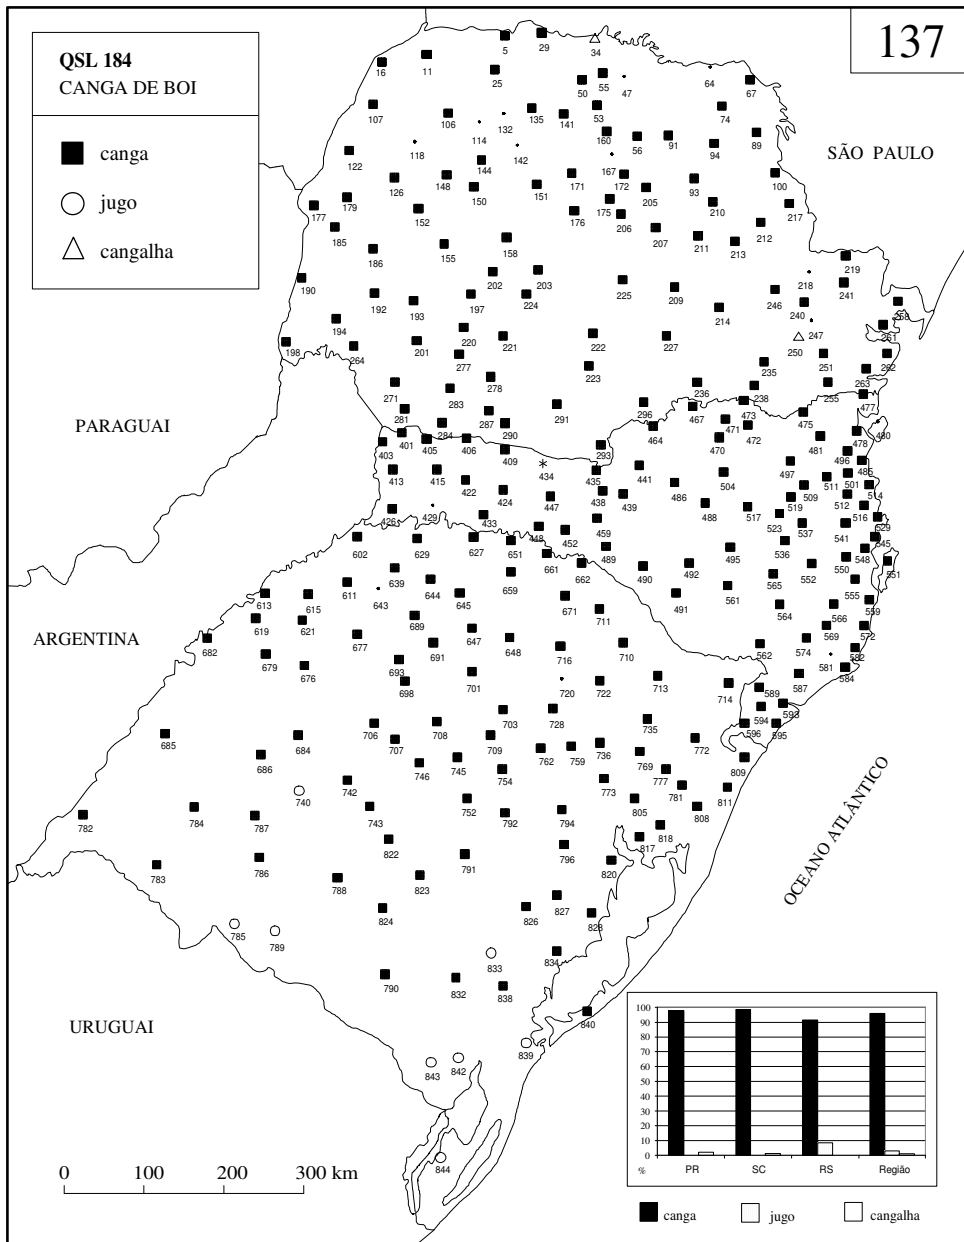 137
QSL 184
CANGA DE BOI
canga
jugo
cangalha
5 29 34
16 11 25 50 55 47 64 67
107 106 114 132 135 141 53 74
118 142 160 56 91 94 89
SÃO PAULO
122 144 167
126 148 150 151 171 172 93 100
177 179 152 176 175 205 210 217
185 206 207 211 212
186 155 158 213
190 202 203 218 219
192 193 197 224 225 209 246 240 241
194 214 247 268
198 264 201 220 221 222 227 250 261
277 223 235 251 262
271 278 283 236 238 255 263
281 284 287 290 291 296 467 473 475 477
PARAGUAI
403 401 405 406 409 293 464 471 470 472 481 478 480
413 415 422 424 434 435 441 504 497 496 485
438 439 486 511 501
426 429 433 447 488 517 519 509 512 514
448 452 459 523 537 516 529
602 629 627 651 489 495 536 541 545
661 662 490 492 548
613 611 639 644 659 565 552 550 551
615 643 645 671 491 561 555
619 621 689 711 564 566 559
ARGENTINA
682 677 691 647 648 562 574 569 572
679 676 693 716 710 581 582
698 701 720 722 713 714 589 587 584
703 728 594 593
685 684 706 707 708 709 735 596 595
686 746 745 762 759 736 769 772
740 742 754 777 809
782 784 787 743 752 792 794 773 805 781 808 811
822 817 818
783 786 788 823 791 796 820
OCEANO ATLÂNTICO
785 789 824 826 827 828
790 832 833 834 838
URUGUAI
840
843 842 839
844
0 100 200 300 km
100
90
80
70
60
50
40
30
20
10
0
% PR SC RS Região
canga jugo cangalha